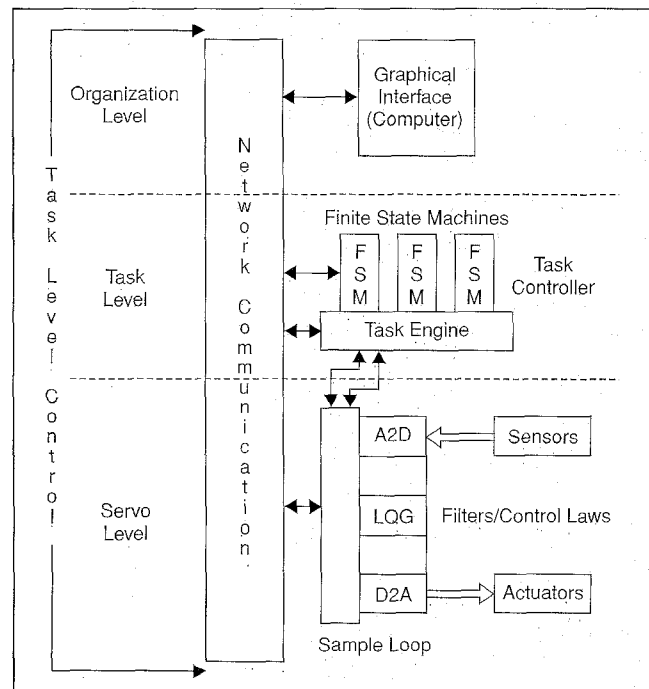 Organization
Level
Graphical
Interface
(Computer)
Task Level Control
Network Communication
Finite State Machines
FSM
FSM
FSM
Task
Level
Task
Controller
Task Engine
A2D
Sensors
Servo
Level
LQG
Filters/Control Laws
D2A
Actuators
Sample Loop